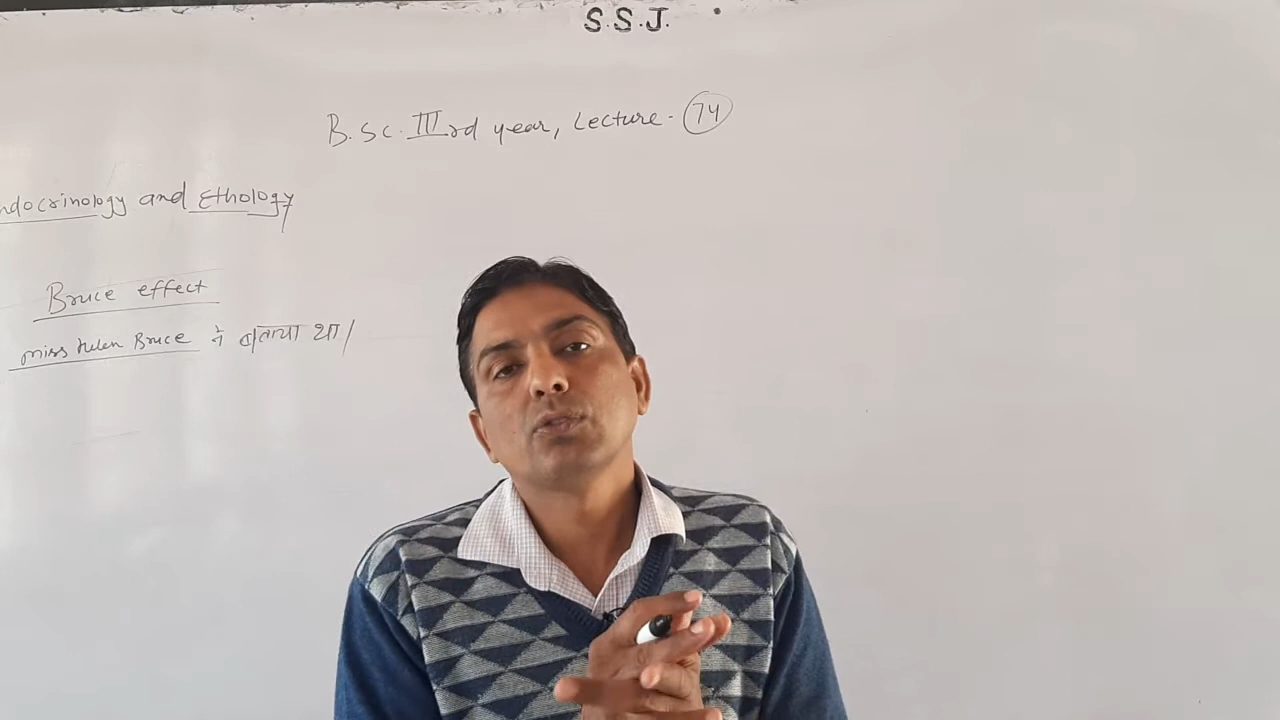 S.S.J.
B.Sc. IIIrd year, Lecture - 74
ndocrinology and Ethology
Bruce effect
miss Helen Bruce ने बताया था।